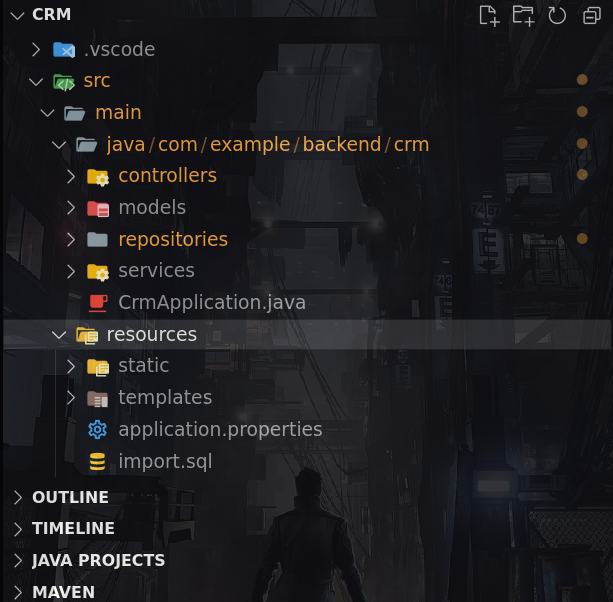 CRM
.vscode
src
main
java/com/example/backend/crm
controllers
models
repositories
services
CrmApplication.java
resources
static
templates
application.properties
import.sql
OUTLINE
TIMELINE
JAVA PROJECTS
MAVEN